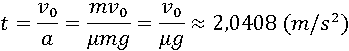 t = v₀/a = mv₀/μmg = v₀/μg ≈ 2,0408 (m/s²)